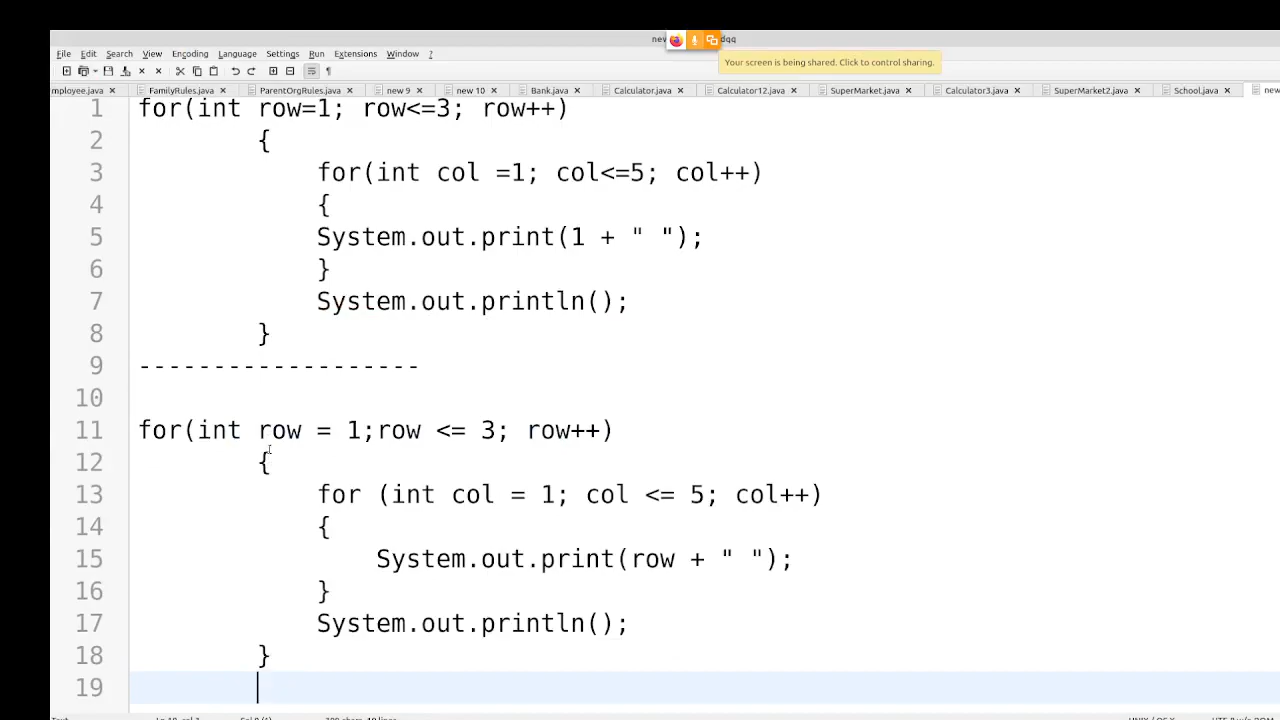 dqq
Your screen is being shared. Click to control sharing.
File Edit Search View Encoding Language Settings Run Extensions Window ?
mployee.java FamilyRules.java ParentOrgRules.java new 9 new 10 Bank.java Calculator.java Calculator12.java SuperMarket.java Calculator3.java SuperMarket2.java School.java new
1 for(int row=1; row<=3; row++)
2 {
3 for(int col =1; col<=5; col++)
4 {
5 System.out.print(1 + " ");
6 }
7 System.out.println();
8 }
9 -------------------
10
11 for(int row = 1;row <= 3; row++)
12 {
13 for (int col = 1; col <= 5; col++)
14 {
15 System.out.print(row + " ");
16 }
17 System.out.println();
18 }
19